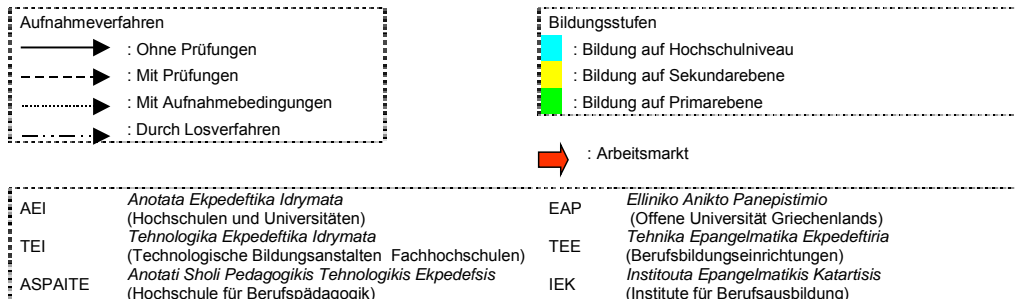 Aufnahmeverfahren
: Ohne Prüfungen
: Mit Prüfungen
: Mit Aufnahmebedingungen
: Durch Losverfahren
Bildungsstufen
: Bildung auf Hochschulniveau
: Bildung auf Sekundarebene
: Bildung auf Primarebene
: Arbeitsmarkt
AEI Anotata Ekpedeftika Idrymata
(Hochschulen und Universitäten)
TEI Tehnologika Ekpedeftika Idrymata
(Technologische Bildungsanstalten Fachhochschulen)
ASPAITE Anotati Sholi Pedagogikis Tehnologikis Ekpedefsis
(Hochschule für Berufspädagogik)
EAP Elliniko Anikto Panepistimio
(Offene Universität Griechenlands)
TEE Tehnika Epangelmatika Ekpedeftiria
(Berufsbildungseinrichtungen)
IEK Institouta Epangelmatikis Katartisis
(Institute für Berufsausbildung)